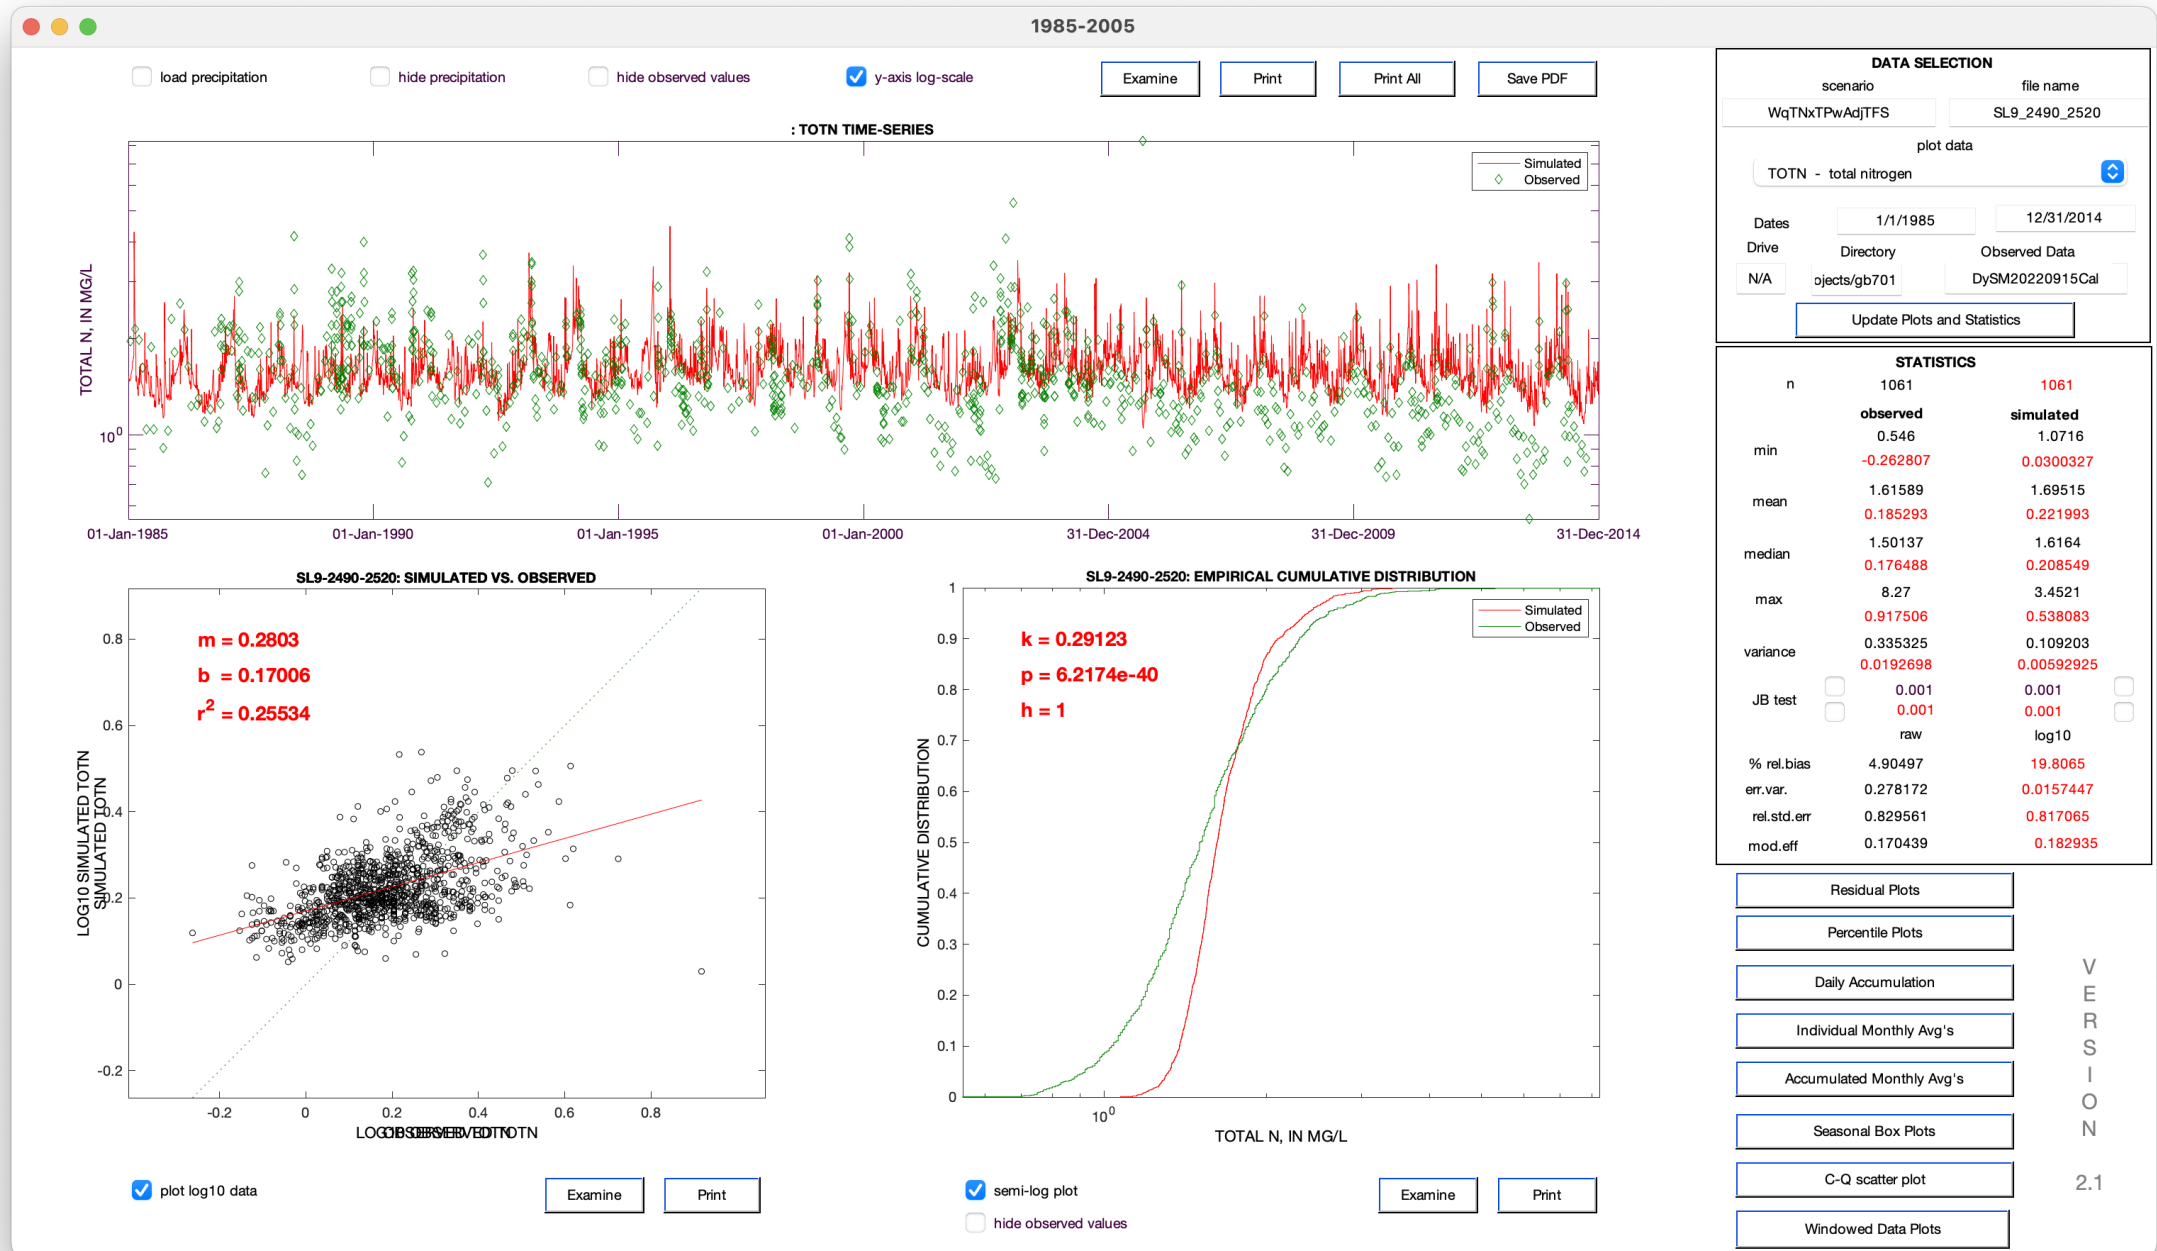 1985-2005
load precipitation
hide precipitation
hide observed values
y-axis log-scale
Examine
Print
Print All
Save PDF
: TOTN TIME-SERIES
Simulated
Observed
TOTAL N, IN MG/L
10^0
01-Jan-1985
01-Jan-1990
01-Jan-1995
01-Jan-2000
31-Dec-2004
31-Dec-2009
31-Dec-2014
SL9-2490-2520: SIMULATED VS. OBSERVED
m = 0.2803
b = 0.17006
r^2 = 0.25534
0.8
0.6
0.4
0.2
0
-0.2
LOG10 SIMULATED TOTN
SIMULATED TOTN
-0.2
0
0.2
0.4
0.6
0.8
plot log10 data
Examine
Print
SL9-2490-2520: EMPIRICAL CUMULATIVE DISTRIBUTION
Simulated
Observed
k = 0.29123
p = 6.2174e-40
h = 1
1
0.9
0.8
0.7
0.6
0.5
0.4
0.3
0.2
0.1
0
CUMULATIVE DISTRIBUTION
10^0
TOTAL N, IN MG/L
semi-log plot
hide observed values
Examine
Print
DATA SELECTION
scenario file name
WqTNxTPwAdjTFS SL9_2490_2520
plot data
TOTN - total nitrogen
Dates 1/1/1985 12/31/2014
Drive Directory Observed Data
N/A ojects/gb701 DySM20220915Cal
Update Plots and Statistics
STATISTICS
n 1061 1061
observed simulated
min 0.546 1.0716
-0.262807 0.0300327
mean 1.61589 1.69515
0.185293 0.221993
median 1.50137 1.6164
0.176488 0.208549
max 8.27 3.4521
0.917506 0.538083
variance 0.335325 0.109203
0.0192698 0.00592925
JB test 0.001 0.001
0.001 0.001
raw log10
% rel.bias 4.90497 19.8065
err.var. 0.278172 0.0157447
rel.std.err 0.829561 0.817065
mod.eff 0.170439 0.182935
Residual Plots
Percentile Plots
Daily Accumulation
Individual Monthly Avg's
Accumulated Monthly Avg's
Seasonal Box Plots
C-Q scatter plot
Windowed Data Plots
VERSION
2.1